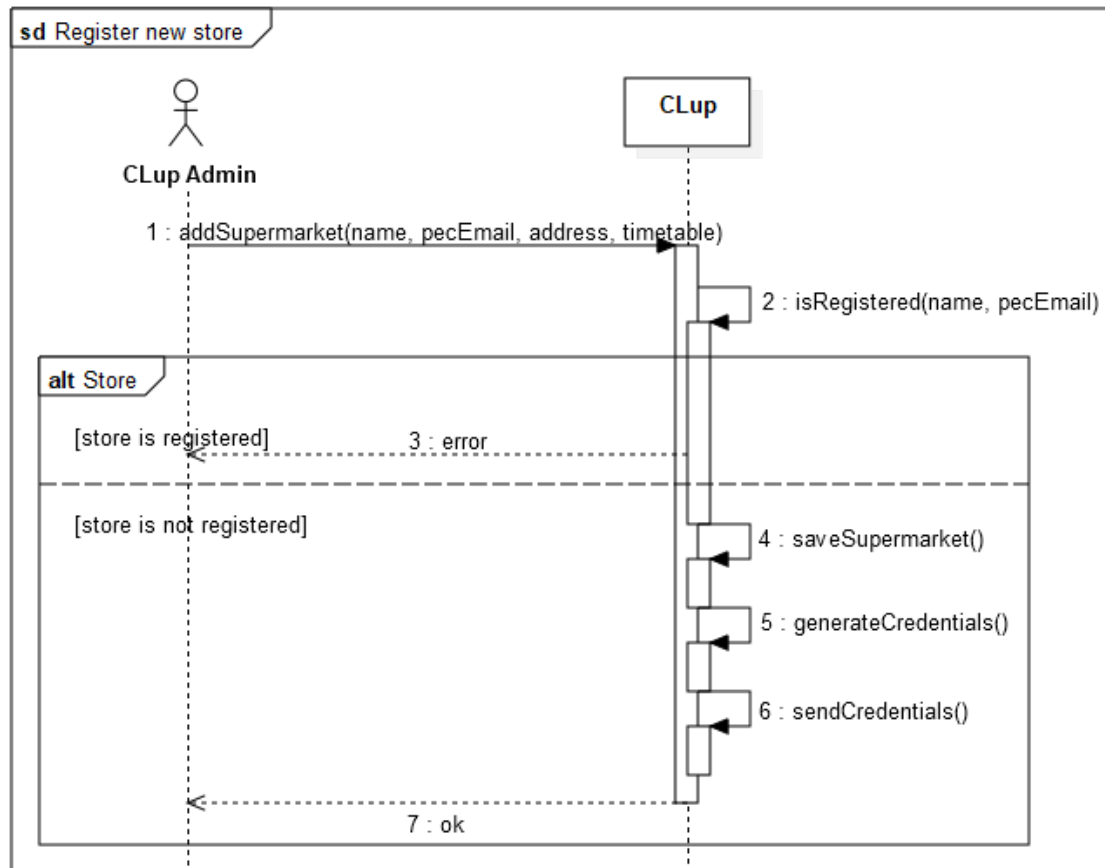 sd Register new store
CLup
CLup Admin
1 : addSupermarket(name, pecEmail, address, timetable)
2 : isRegistered(name, pecEmail)
alt Store
[store is registered]
3 : error
[store is not registered]
4 : saveSupermarket()
5 : generateCredentials()
6 : sendCredentials()
7 : ok